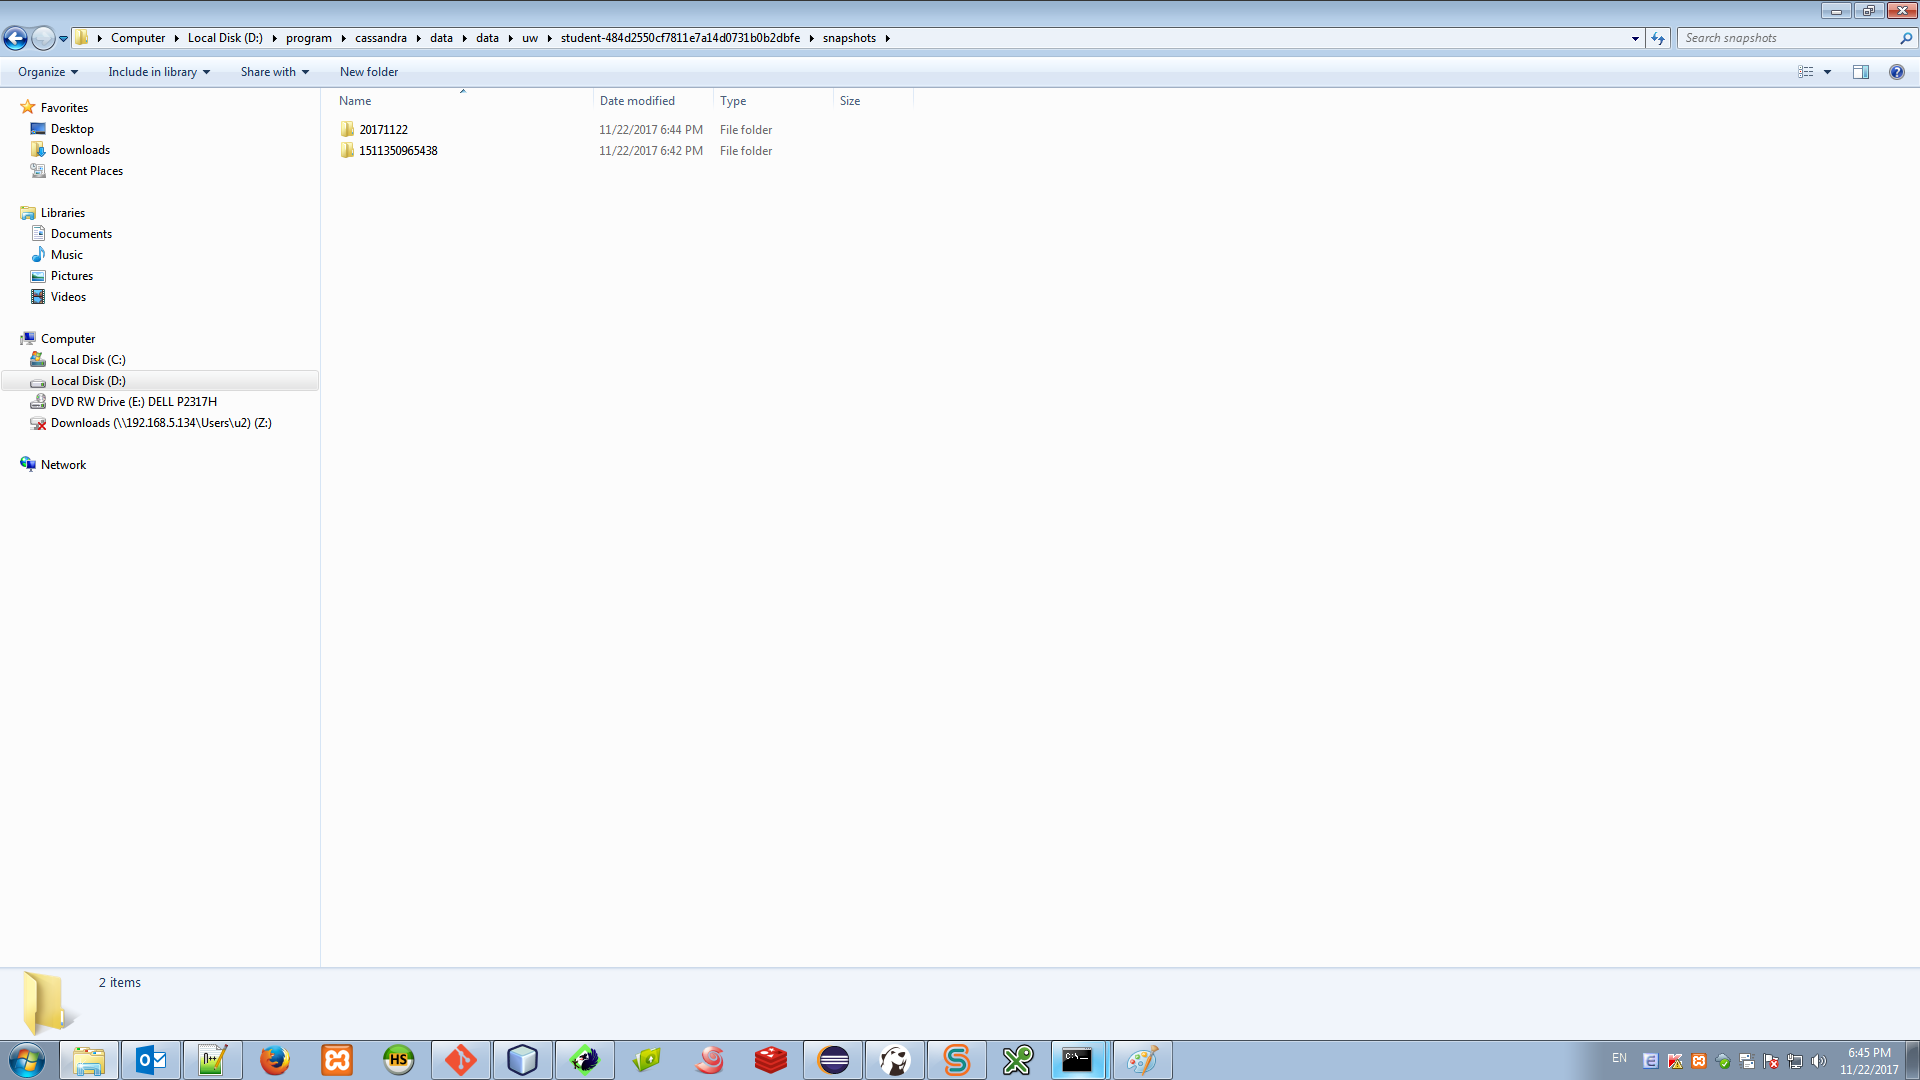 Computer Local Disk (D:) program cassandra data data uw student-484d2550cf7811e7a14d0731b0b2dbfe snapshots
Search snapshots
Organize Include in library Share with New folder
Name Date modified Type Size
20171122 11/22/2017 6:44 PM File folder
1511350965438 11/22/2017 6:42 PM File folder
Favorites
Desktop
Downloads
Recent Places
Libraries
Documents
Music
Pictures
Videos
Computer
Local Disk (C:)
Local Disk (D:)
DVD RW Drive (E:) DELL P2317H
Downloads (\\192.168.5.134\Users\u2) (Z:)
Network
2 items
HS
EN
6:45 PM
11/22/2017